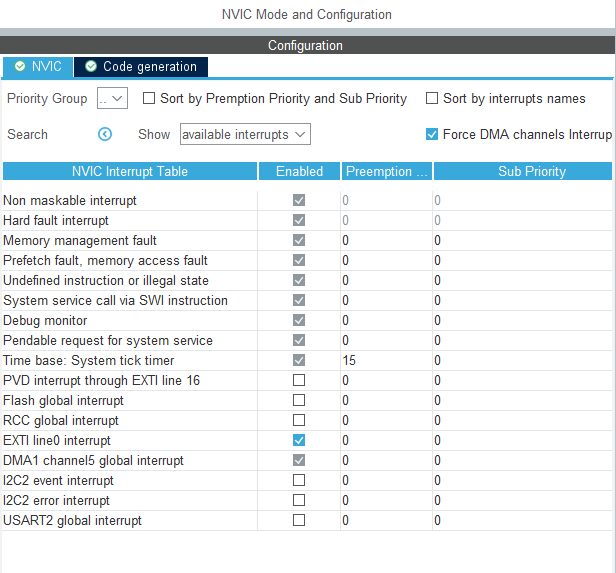 NVIC Mode and Configuration
Configuration
NVIC Code generation
Priority Group .. Sort by Premption Priority and Sub Priority Sort by interrupts names
Search Show available interrupts Force DMA channels Interrup
NVIC Interrupt Table Enabled Preemption ... Sub Priority
Non maskable interrupt 0 0
Hard fault interrupt 0 0
Memory management fault 0 0
Prefetch fault, memory access fault 0 0
Undefined instruction or illegal state 0 0
System service call via SWI instruction 0 0
Debug monitor 0 0
Pendable request for system service 0 0
Time base: System tick timer 15 0
PVD interrupt through EXTI line 16 0 0
Flash global interrupt 0 0
RCC global interrupt 0 0
EXTI line0 interrupt 0 0
DMA1 channel5 global interrupt 0 0
I2C2 event interrupt 0 0
I2C2 error interrupt 0 0
USART2 global interrupt 0 0